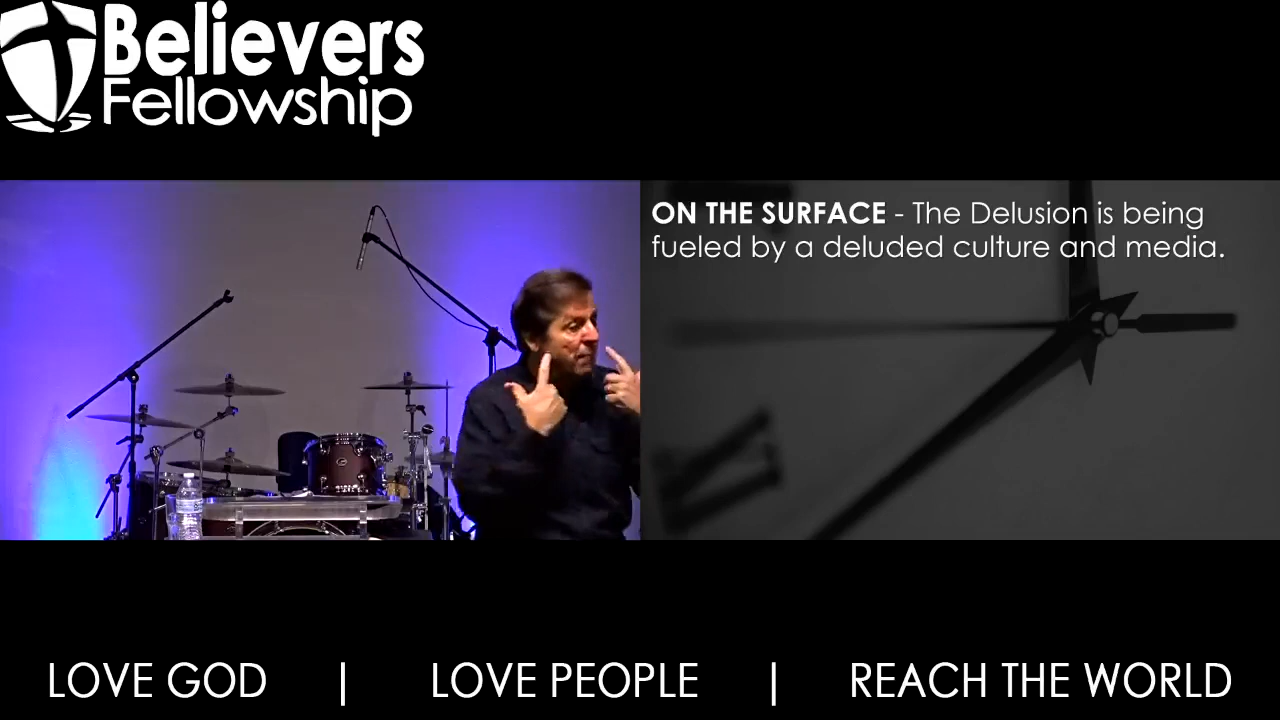 Believers
Fellowship
ON THE SURFACE - The Delusion is being
fueled by a deluded culture and media.
LOVE GOD | LOVE PEOPLE | REACH THE WORLD